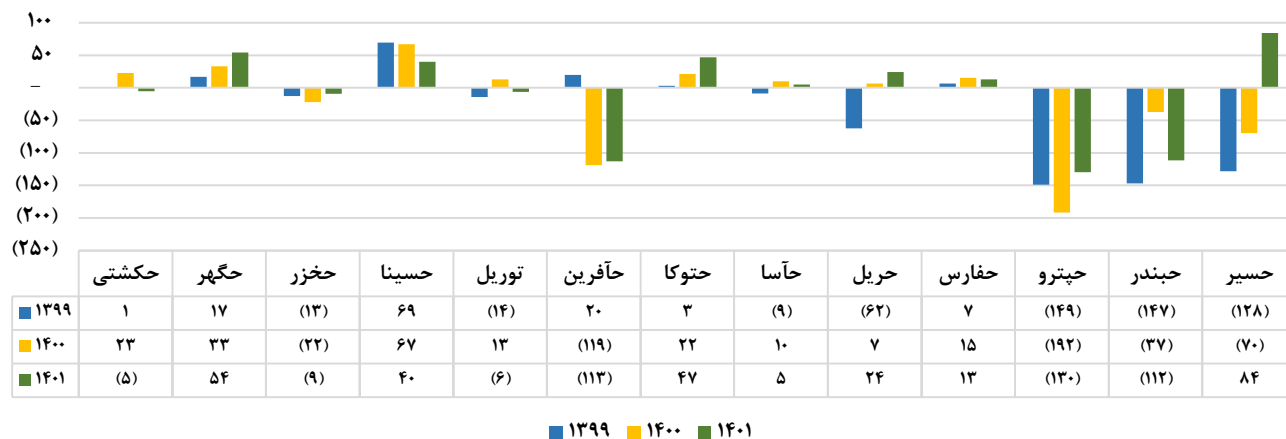 ۱۰۰
۵۰
–
(۵۰)
(۱۰۰)
(۱۵۰)
(۲۰۰)
(۲۵۰)
حکشتی حگهر حخزر حسینا توریل حآفرین حتوکا حآسا حریل حفارس حپترو حبندر حسیر
۱۳۹۹ ۱ ۱۷ (۱۳) ۶۹ (۱۴) ۲۰ ۳ (۹) (۶۲) ۷ (۱۴۹) (۱۴۷) (۱۲۸)
۱۴۰۰ ۲۳ ۳۳ (۲۲) ۶۷ ۱۳ (۱۱۹) ۲۲ ۱۰ ۷ ۱۵ (۱۹۲) (۳۷) (۷۰)
۱۴۰۱ (۵) ۵۴ (۹) ۴۰ (۶) (۱۱۳) ۴۷ ۵ ۲۴ ۱۳ (۱۳۰) (۱۱۲) ۸۴
۱۳۹۹ ۱۴۰۰ ۱۴۰۱